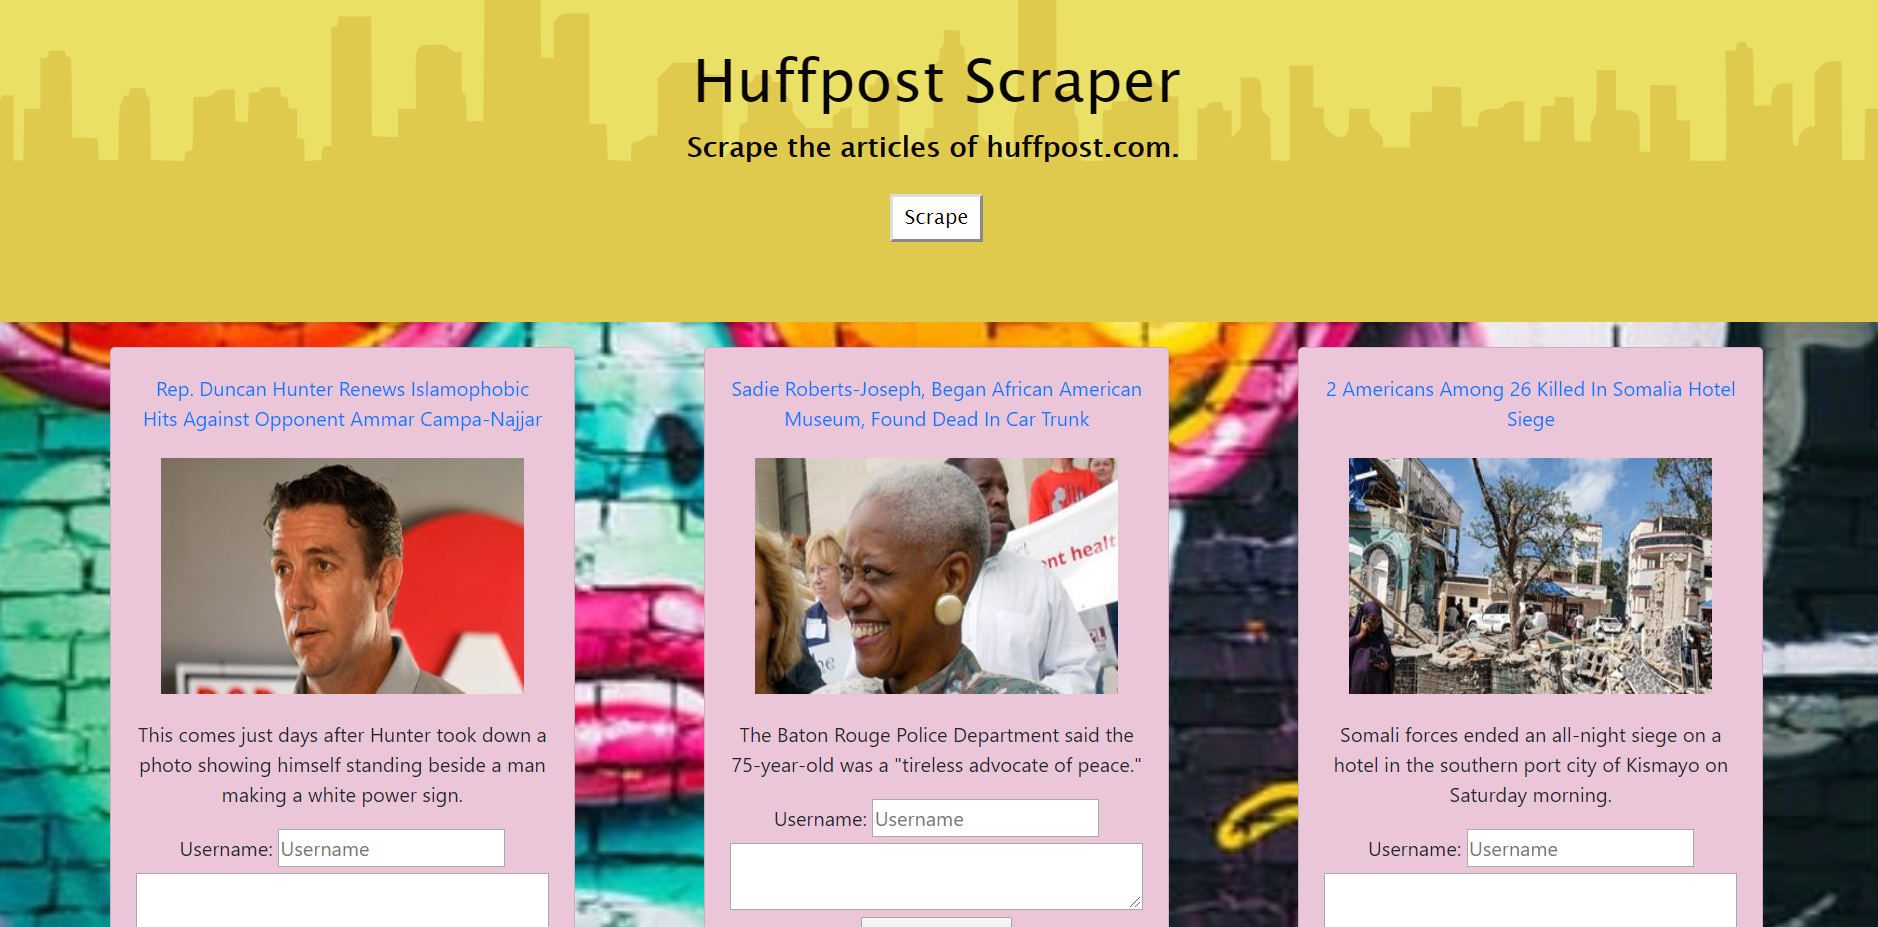 Huffpost Scraper
Scrape the articles of huffpost.com.
Scrape
Rep. Duncan Hunter Renews Islamophobic
Hits Against Opponent Ammar Campa-Najjar
This comes just days after Hunter took down a
photo showing himself standing beside a man
making a white power sign.
Username: Username
Sadie Roberts-Joseph, Began African American
Museum, Found Dead In Car Trunk
nt healt
The Baton Rouge Police Department said the
75-year-old was a "tireless advocate of peace."
Username: Username
2 Americans Among 26 Killed In Somalia Hotel
Siege
Somali forces ended an all-night siege on a
hotel in the southern port city of Kismayo on
Saturday morning.
Username: Username